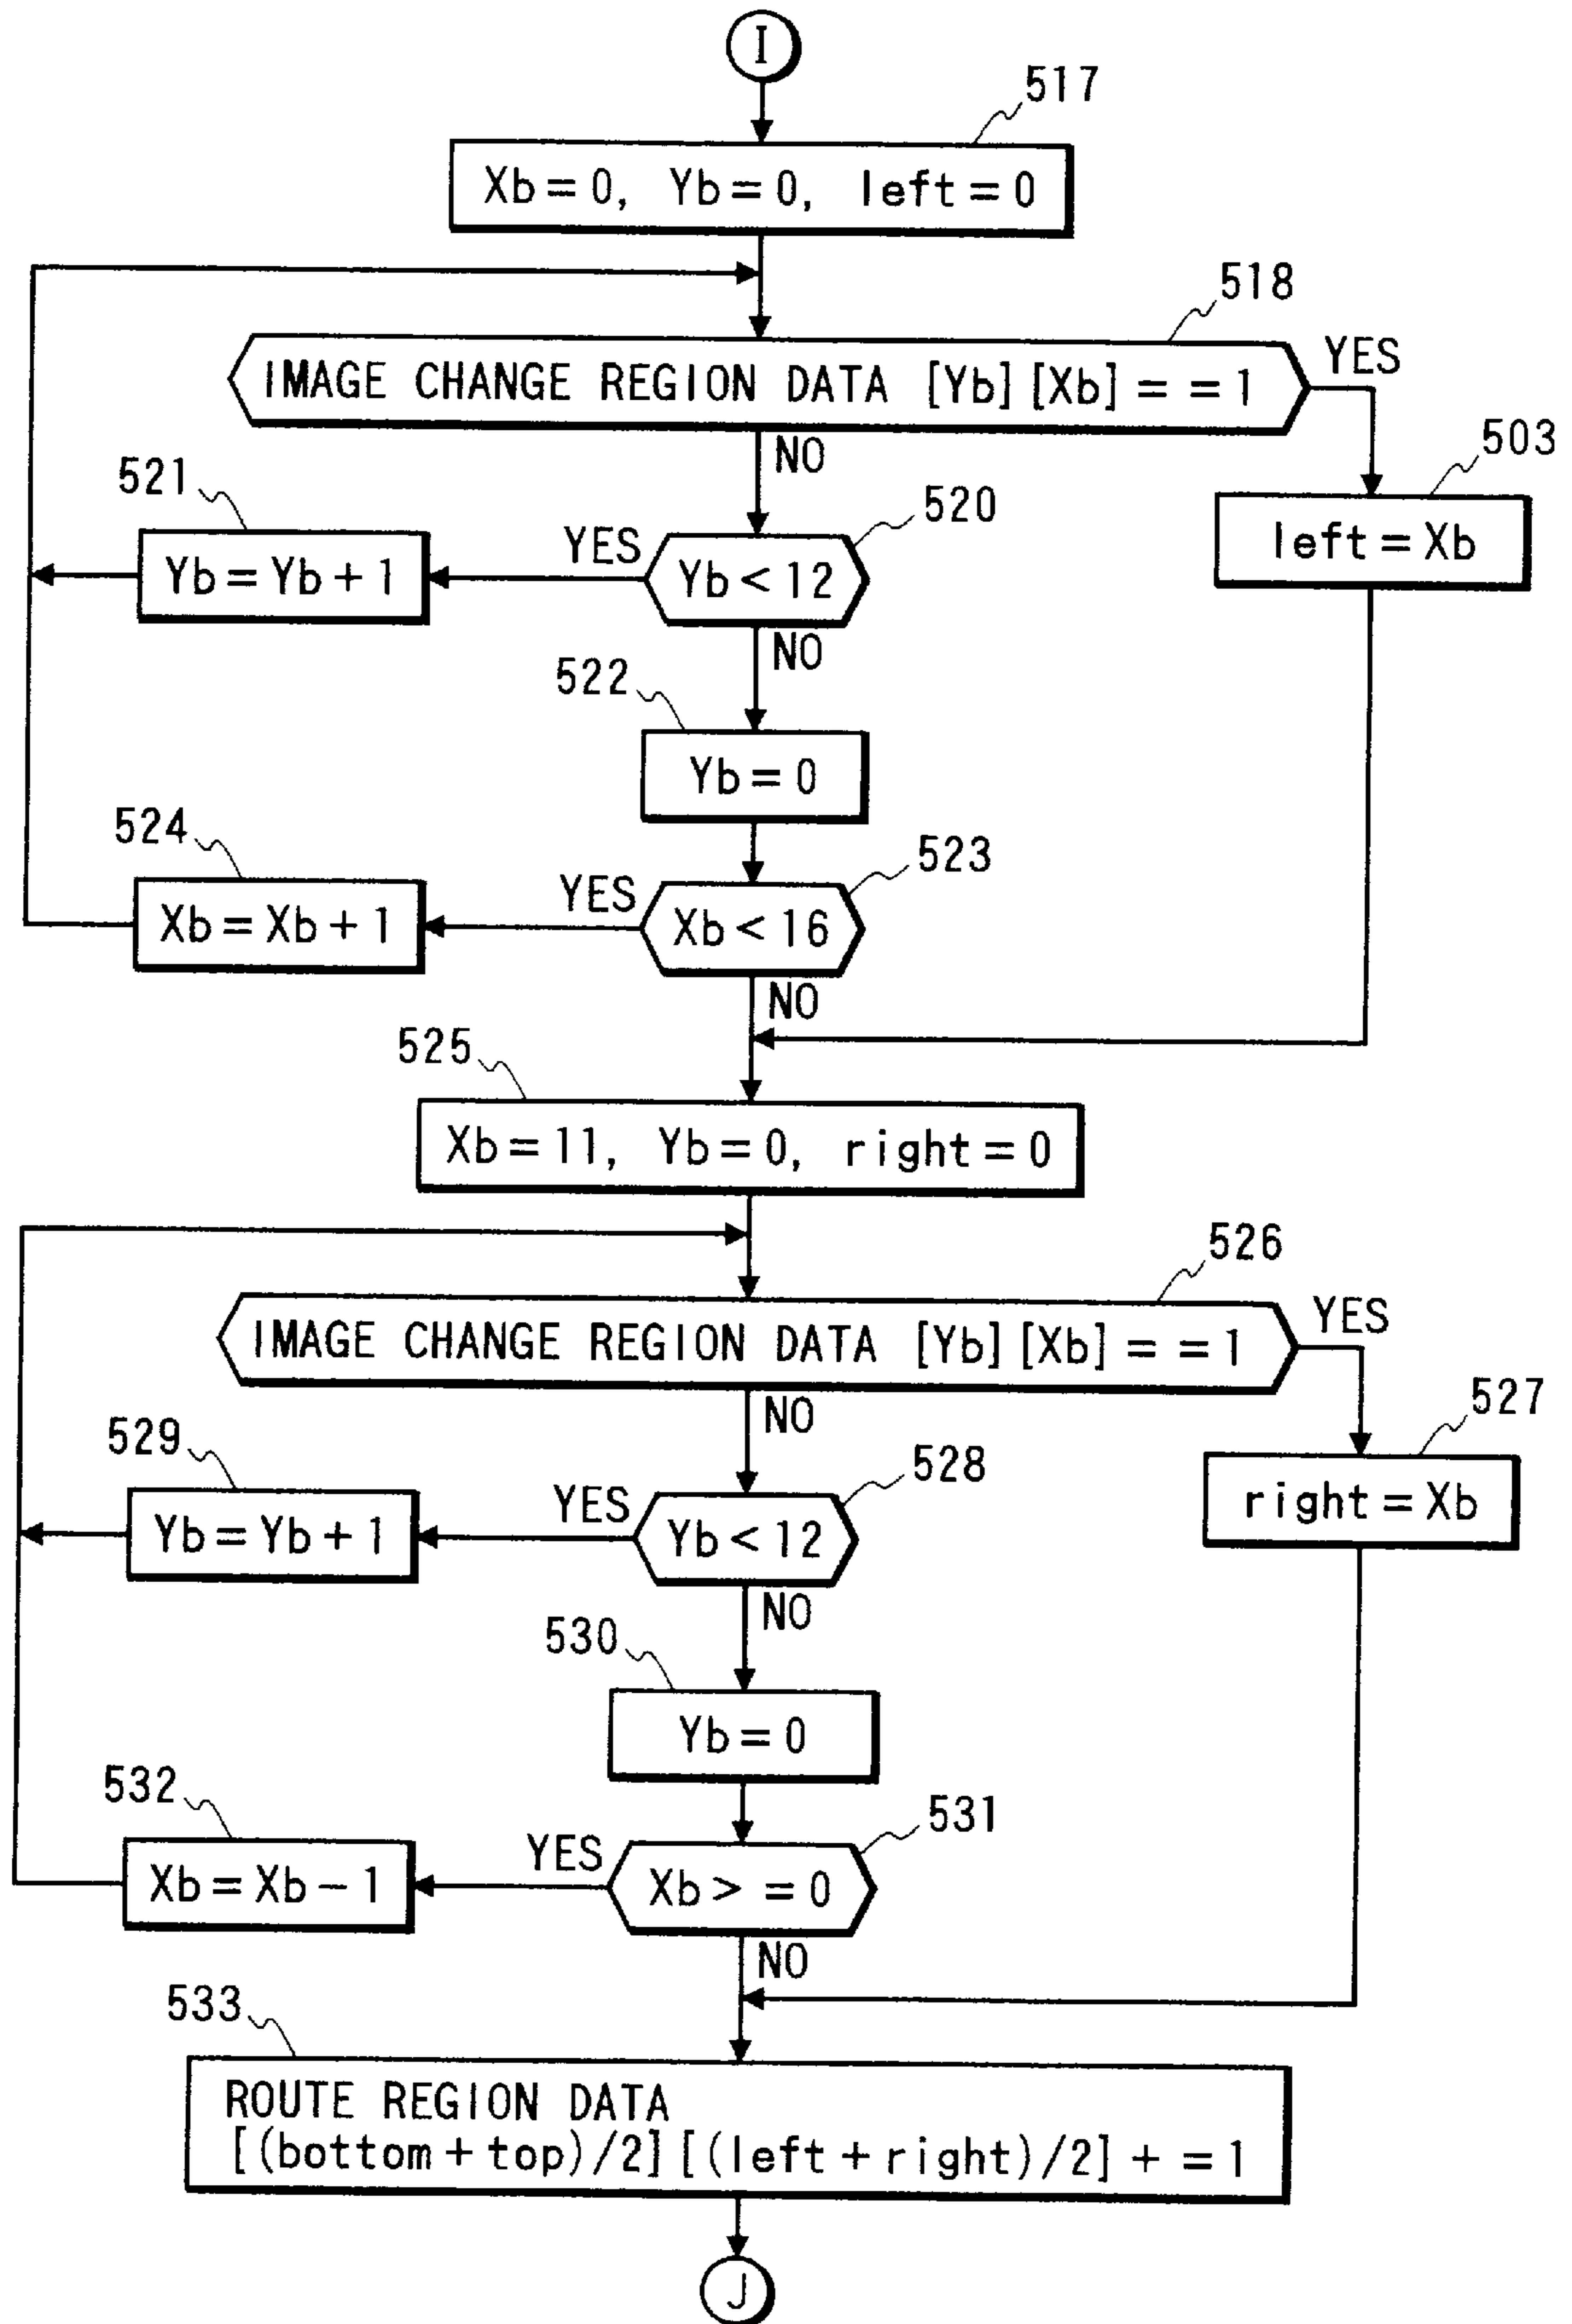 I
517
Xb = 0, Yb = 0, left = 0
518
IMAGE CHANGE REGION DATA [Yb] [Xb] = = 1
YES
NO
503
left = Xb
521
Yb = Yb + 1
YES
520
Yb < 12
NO
522
Yb = 0
524
Xb = Xb + 1
YES
523
Xb < 16
NO
525
Xb = 11, Yb = 0, right = 0
526
IMAGE CHANGE REGION DATA [Yb] [Xb] = = 1
YES
NO
527
right = Xb
529
Yb = Yb + 1
YES
528
Yb < 12
NO
530
Yb = 0
532
Xb = Xb - 1
YES
531
Xb > = 0
NO
533
ROUTE REGION DATA
[(bottom + top)/2] [(left + right)/2] + = 1
J